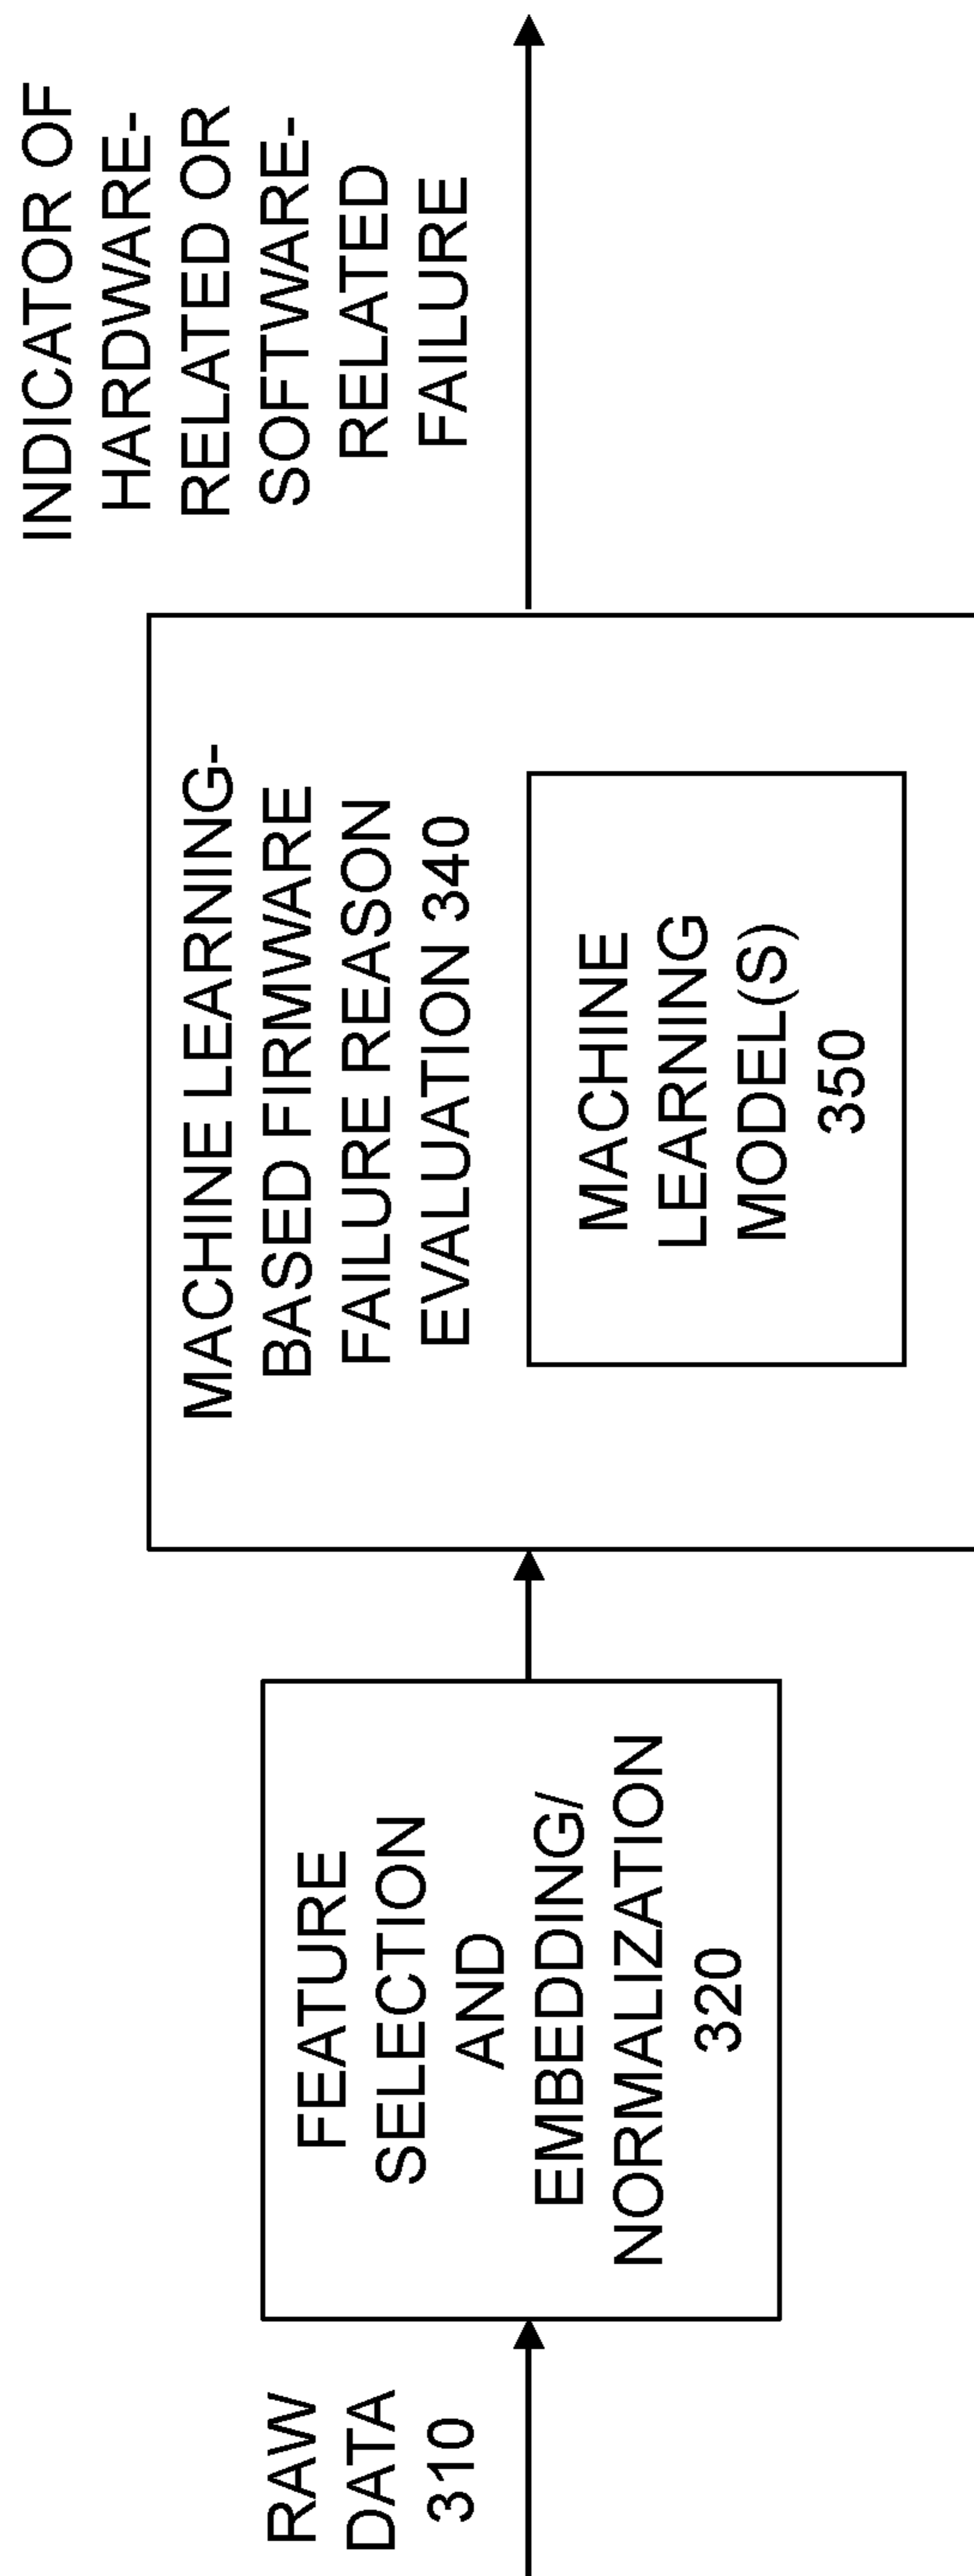 RAW
DATA
310
FEATURE
SELECTION
AND
EMBEDDING/
NORMALIZATION
320
MACHINE LEARNING-
BASED FIRMWARE
FAILURE REASON
EVALUATION 340
MACHINE
LEARNING
MODEL(S)
350
INDICATOR OF
HARDWARE-
RELATED OR
SOFTWARE-
RELATED
FAILURE